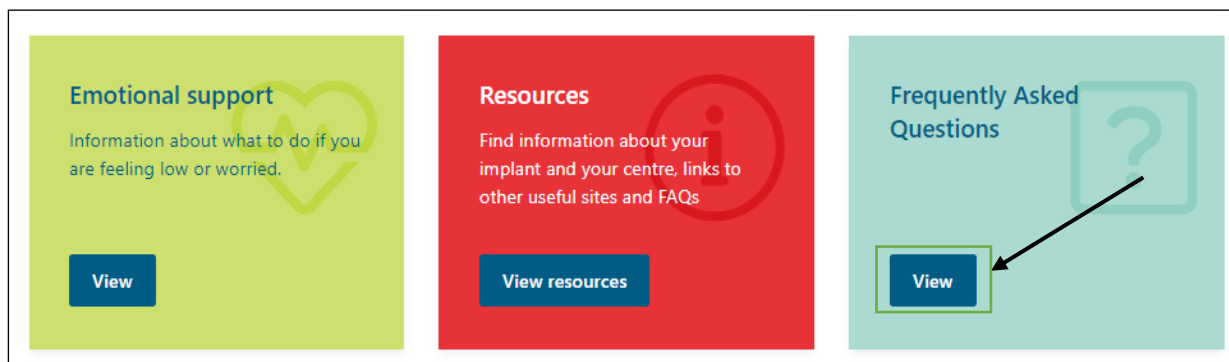 Emotional support
Information about what to do if you
are feeling low or worried.
View
Resources
Find information about your
implant and your centre, links to
other useful sites and FAQs
View resources
Frequently Asked
Questions
?
View